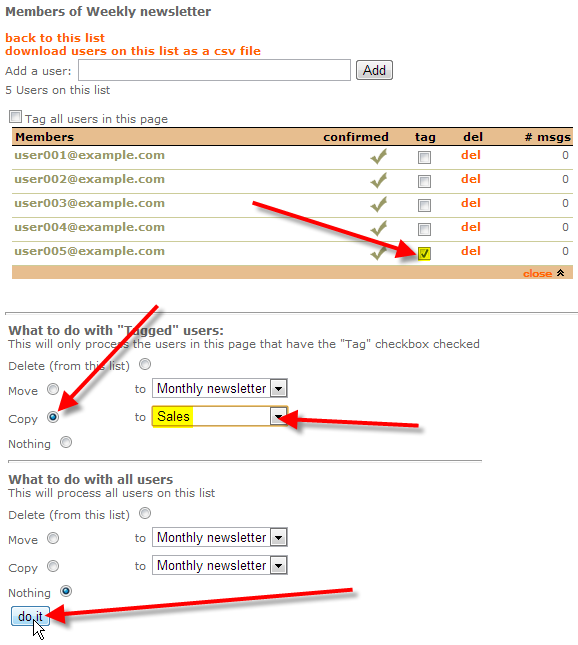 Members of Weekly newsletter
back to this list
download users on this list as a csv file
Add a user: Add
5 Users on this list
Tag all users in this page
Members confirmed tag del # msgs
user001@example.com del 0
user002@example.com del 0
user003@example.com del 0
user004@example.com del 0
user005@example.com del 0
close
What to do with "Tagged" users:
This will only process the users in this page that have the "Tag" checkbox checked
Delete (from this list)
Move to Monthly newsletter
Copy to Sales
Nothing
What to do with all users
This will process all users on this list
Delete (from this list)
Move to Monthly newsletter
Copy to Monthly newsletter
Nothing
do it